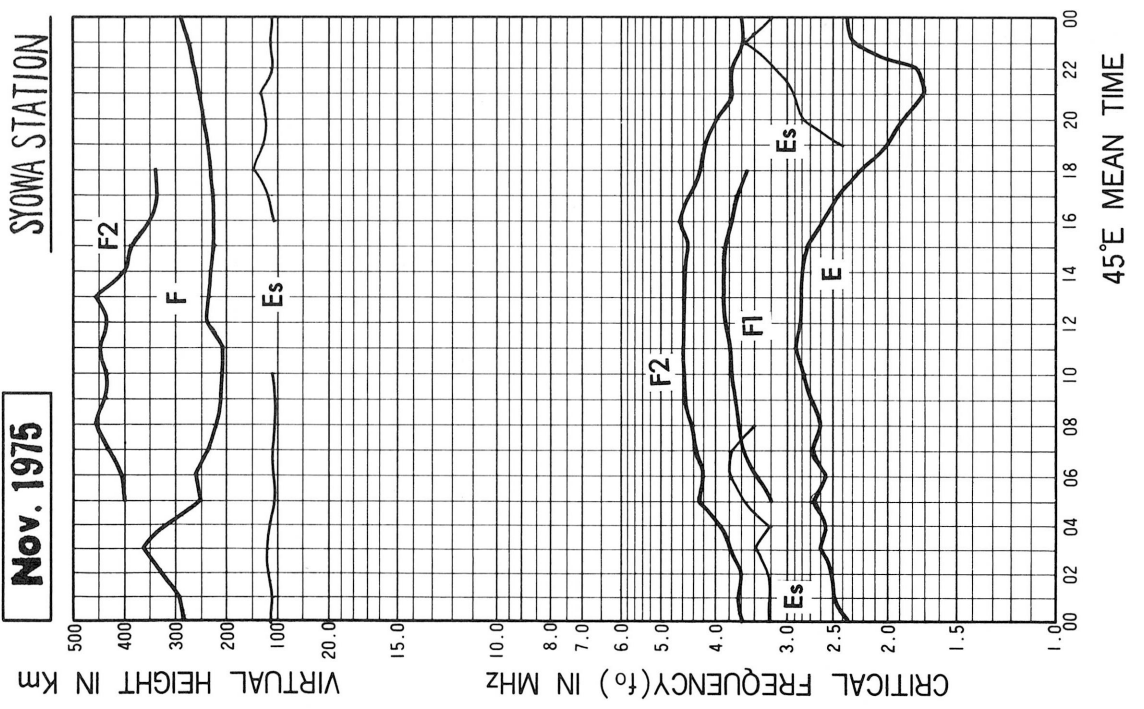 Nov. 1975
SYOWA STATION
VIRTUAL HEIGHT IN Km
500
400
300
200
100
F2
F
Es
CRITICAL FREQUENCY (fo) IN MHz
15.0
10.0
9.0
8.0
7.0
6.0
5.0
4.0
3.0
2.5
2.0
1.5
1.0
F2
F1
E
Es
Es
00 02 04 06 08 10 12 14 16 18 20 22 00
45°E MEAN TIME